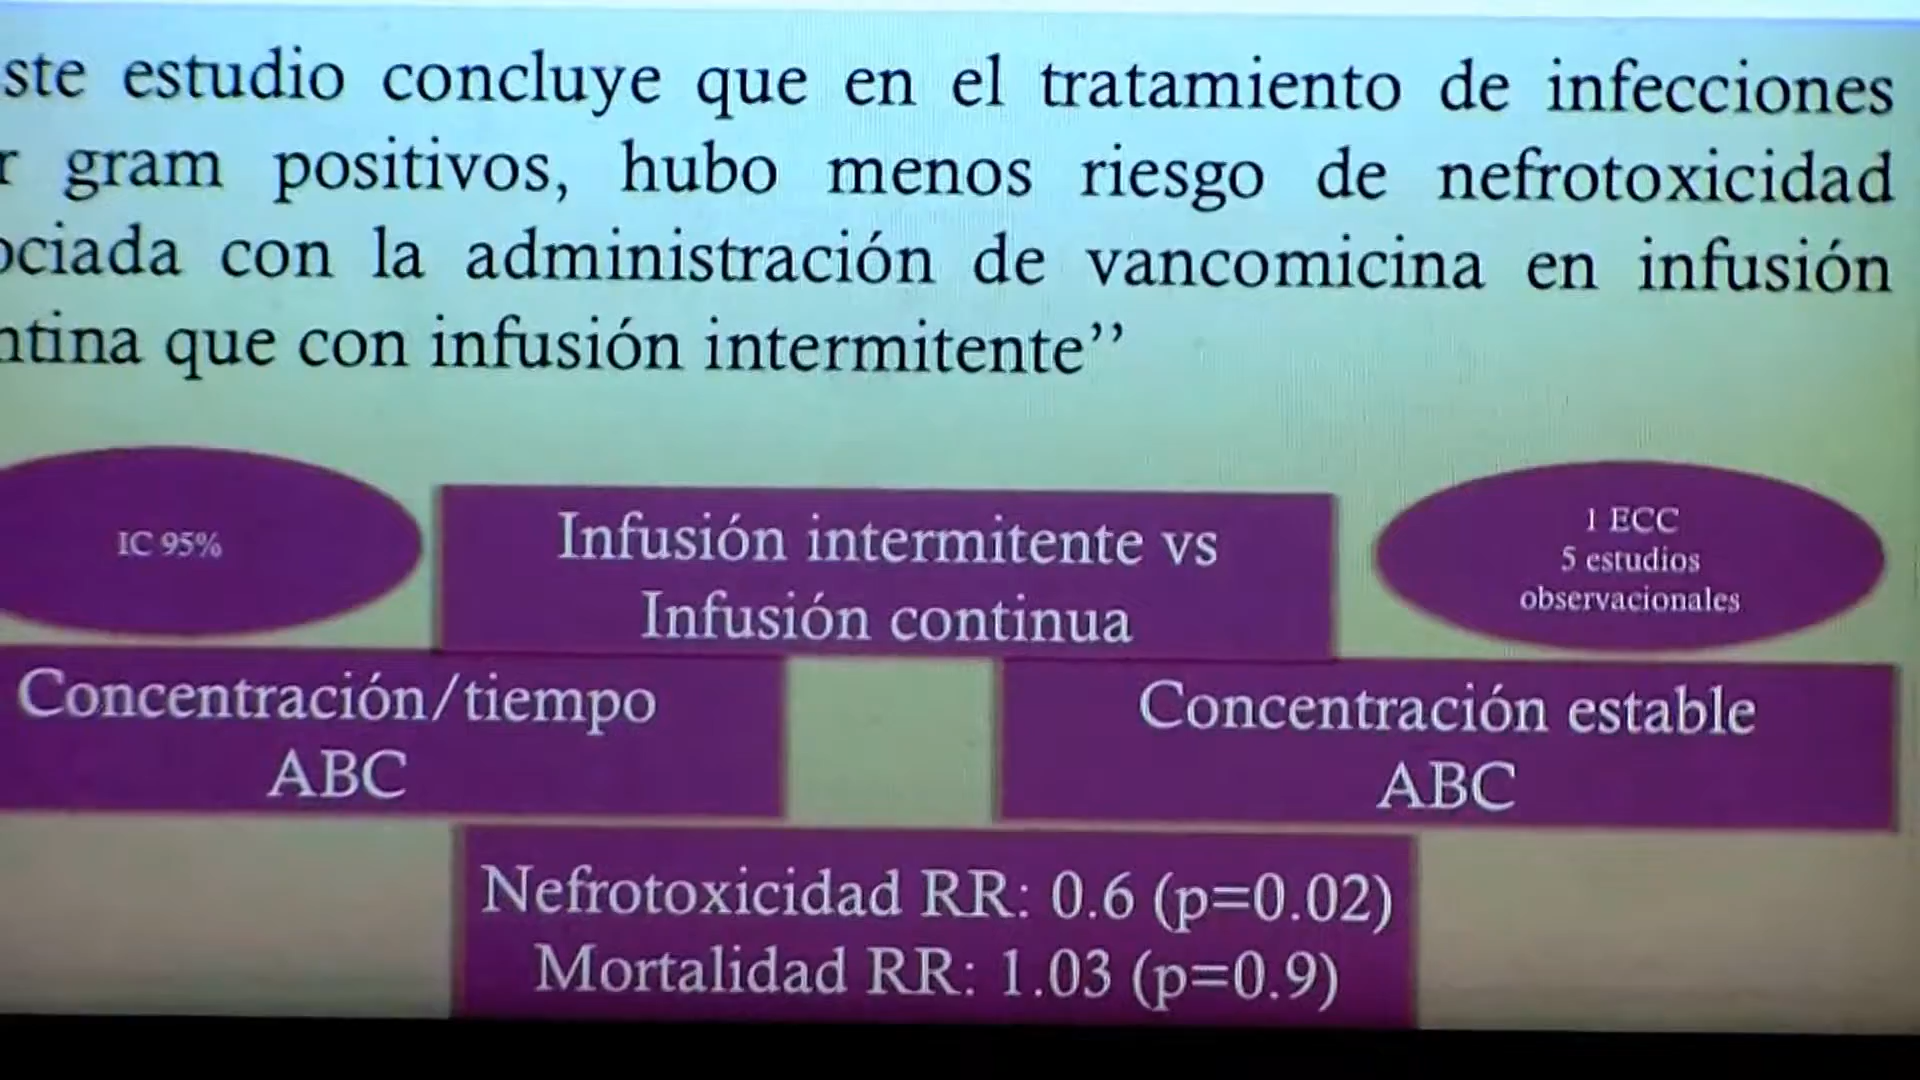 ste estudio concluye que en el tratamiento de infecciones
r gram positivos, hubo menos riesgo de nefrotoxicidad
ociada con la administración de vancomicina en infusión
ntina que con infusión intermitente’’
IC 95%
Infusión intermitente vs
Infusión continua
1 ECC
5 estudios
observacionales
Concentración/tiempo
ABC
Concentración estable
ABC
Nefrotoxicidad RR: 0.6 (p=0.02)
Mortalidad RR: 1.03 (p=0.9)